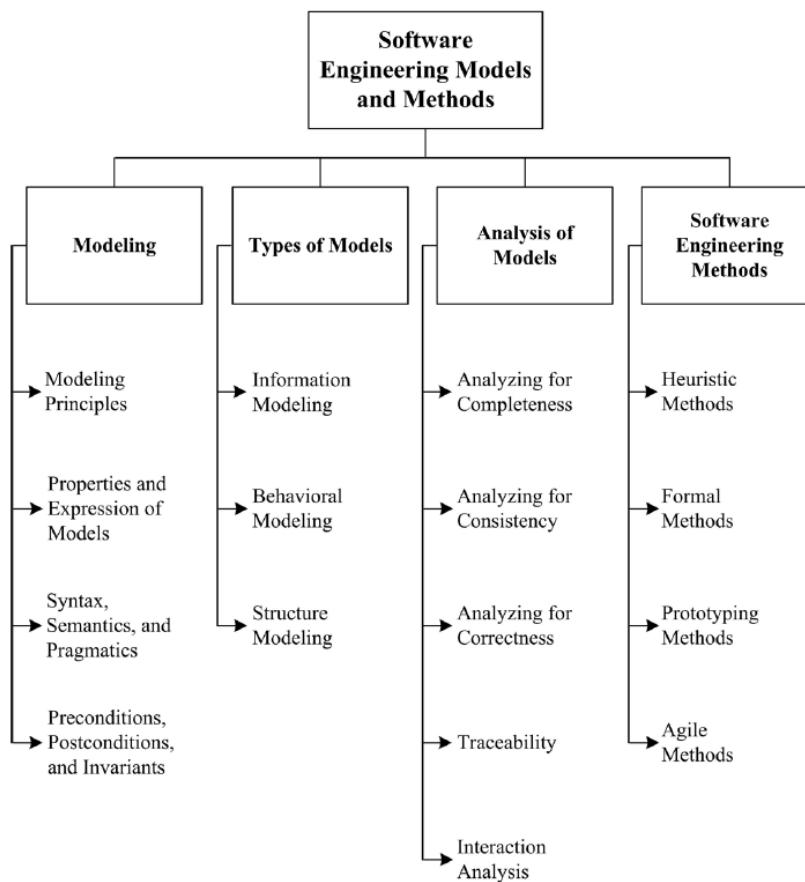 Software
Engineering Models
and Methods
Modeling
Types of Models
Analysis of
Models
Software
Engineering
Methods
Modeling
Principles
Properties and
Expression of
Models
Syntax,
Semantics, and
Pragmatics
Preconditions,
Postconditions,
and Invariants
Information
Modeling
Behavioral
Modeling
Structure
Modeling
Analyzing for
Completeness
Analyzing for
Consistency
Analyzing for
Correctness
Traceability
Interaction
Analysis
Heuristic
Methods
Formal
Methods
Prototyping
Methods
Agile
Methods